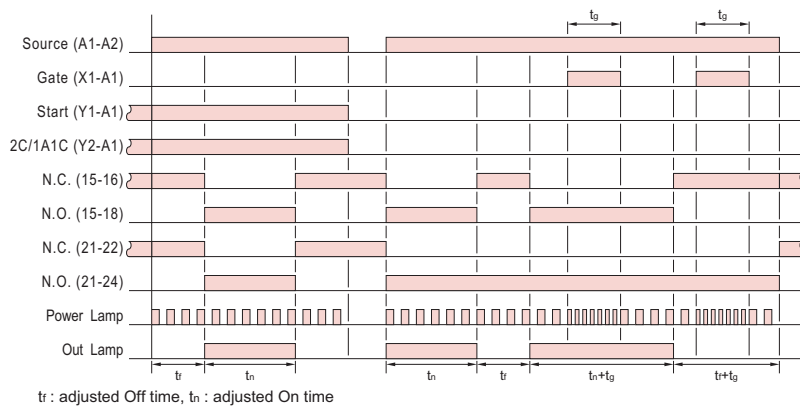 tg tg
Source (A1-A2)
Gate (X1-A1)
Start (Y1-A1)
2C/1A1C (Y2-A1)
N.C. (15-16)
N.O. (15-18)
N.C. (21-22)
N.O. (21-24)
Power Lamp
Out Lamp
tf tn tn tf tn+tg tf+tg
tf : adjusted Off time, tn : adjusted On time